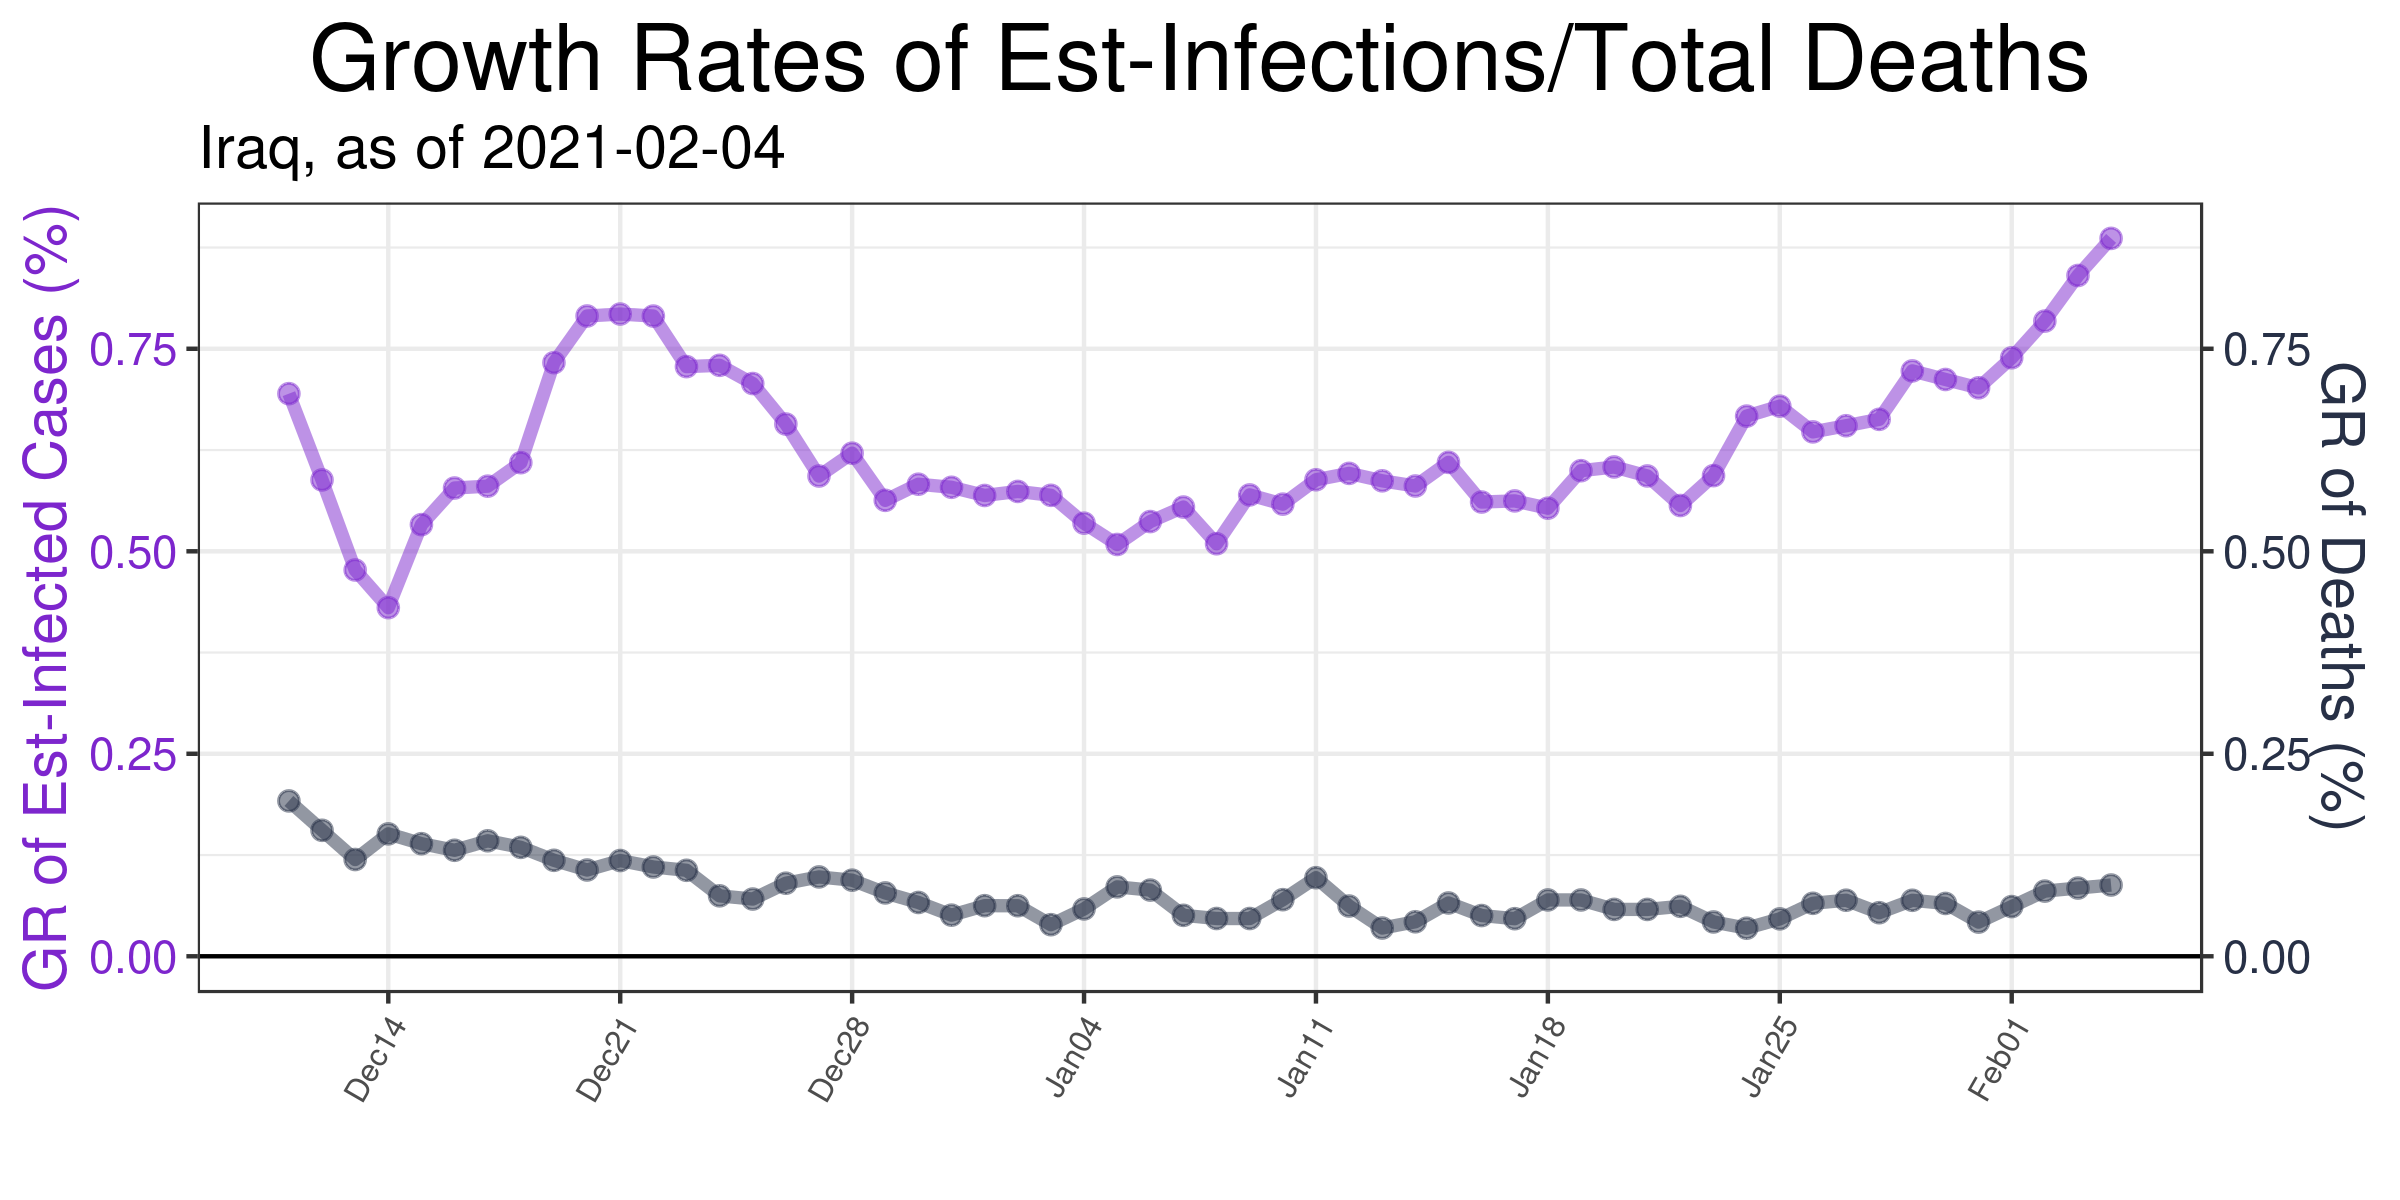 Growth Rates of Est-Infections/Total Deaths
Iraq, as of 2021-02-04
GR of Est-Infected Cases (%)
0.75
0.50
0.25
0.00
0.75
0.50
0.25
0.00
GR of Deaths (%)
Dec14
Dec21
Dec28
Jan04
Jan11
Jan18
Jan25
Feb01